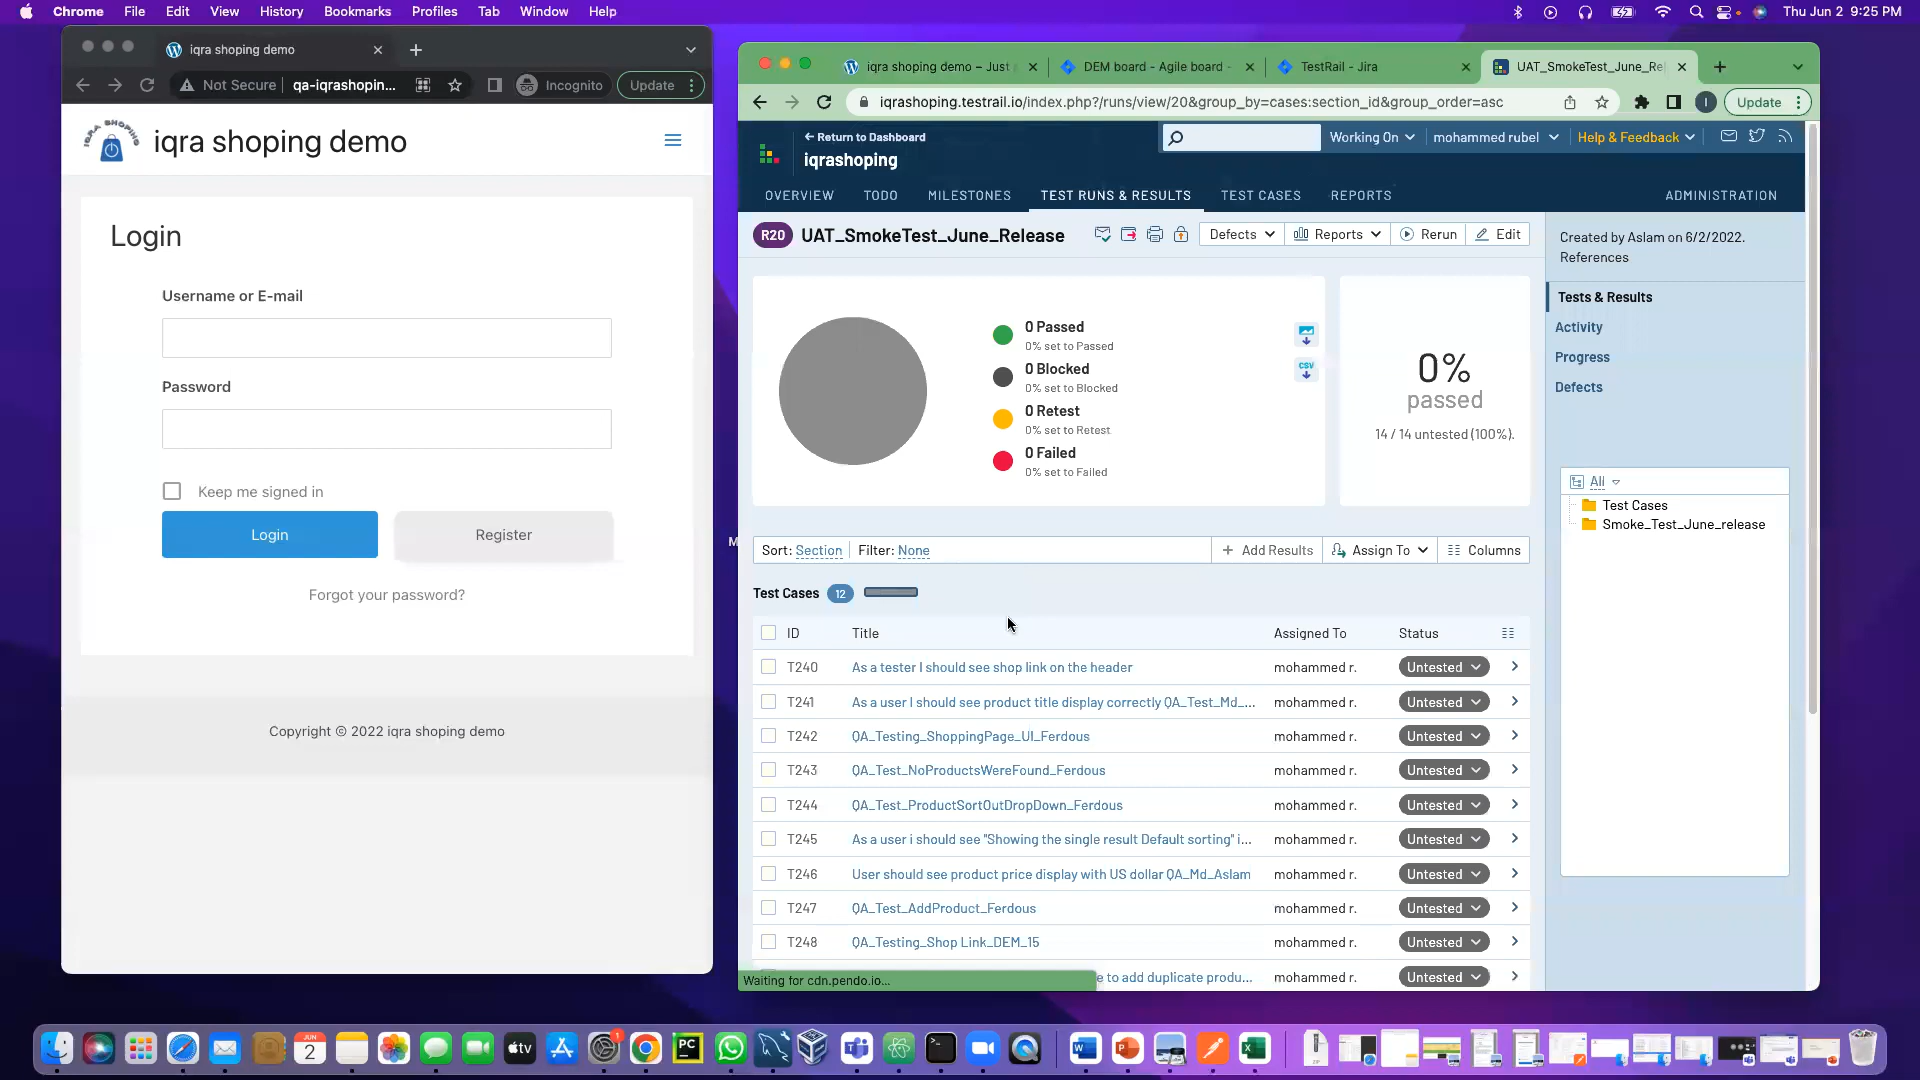 Chrome File Edit View History Bookmarks Profiles Tab Window Help
Thu Jun 2 9:25 PM
iqra shoping demo
Not Secure qa-iqrashopin... Incognito Update
IQRA SHOPING
iqra shoping demo
Login
Username or E-mail
Password
Keep me signed in
Login Register
Forgot your password?
Copyright © 2022 iqra shoping demo
iqra shoping demo – Just DEM board - Agile board - TestRail - Jira UAT_SmokeTest_June_Re
iqrashoping.testrail.io/index.php?/runs/view/20&group_by=cases:section_id&group_order=asc I Update
Return to Dashboard
iqrashoping
Working On mohammed rubel Help & Feedback
OVERVIEW TODO MILESTONES TEST RUNS & RESULTS TEST CASES REPORTS ADMINISTRATION
R20 UAT_SmokeTest_June_Release Defects Reports Rerun Edit
0 Passed
0% set to Passed
0 Blocked
0% set to Blocked
0 Retest
0% set to Retest
0 Failed
0% set to Failed
CSV
0%
passed
14 / 14 untested (100%).
Created by Aslam on 6/2/2022.
References
Tests & Results
Activity
Progress
Defects
All
Test Cases
Smoke_Test_June_release
M
Sort: Section Filter: None + Add Results Assign To Columns
Test Cases 12
ID Title Assigned To Status
T240 As a tester I should see shop link on the header mohammed r. Untested
T241 As a user I should see product title display correctly QA_Test_Md_... mohammed r. Untested
T242 QA_Testing_ShoppingPage_UI_Ferdous mohammed r. Untested
T243 QA_Test_NoProductsWereFound_Ferdous mohammed r. Untested
T244 QA_Test_ProductSortOutDropDown_Ferdous mohammed r. Untested
T245 As a user i should see "Showing the single result Default sorting" i... mohammed r. Untested
T246 User should see product price display with US dollar QA_Md_Aslam mohammed r. Untested
T247 QA_Test_AddProduct_Ferdous mohammed r. Untested
T248 QA_Testing_Shop Link_DEM_15 mohammed r. Untested
e to add duplicate produ... mohammed r. Untested
Waiting for cdn.pendo.io...
JUN
2
tv
1
PC
W
P
X